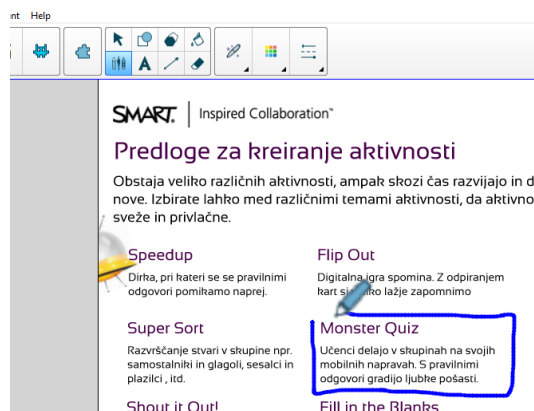 nt Help
A
SMART. Inspired Collaboration™
Predloge za kreiranje aktivnosti
Obstaja veliko različnih aktivnosti, ampak skozi čas razvijajo in d
nove. Izbirate lahko med različnimi temami aktivnosti, da aktivno
sveže in privlačne.
Speedup
Dirka, pri kateri se se pravilnimi
odgovori pomikamo naprej.
Flip Out
Digitalna igra spomina. Z odpiranjem
kart lažje zapomnimo
Super Sort
Razvrščanje stvari v skupine npr.
samostalniki in glagoli, sesalci in
plazilci , itd.
Monster Quiz
Učenci delajo v skupinah na svojih
mobilnih napravah. S pravilnimi
odgovori gradijo ljubke pošasti.
Shout it Out!
Fill in the Blanks